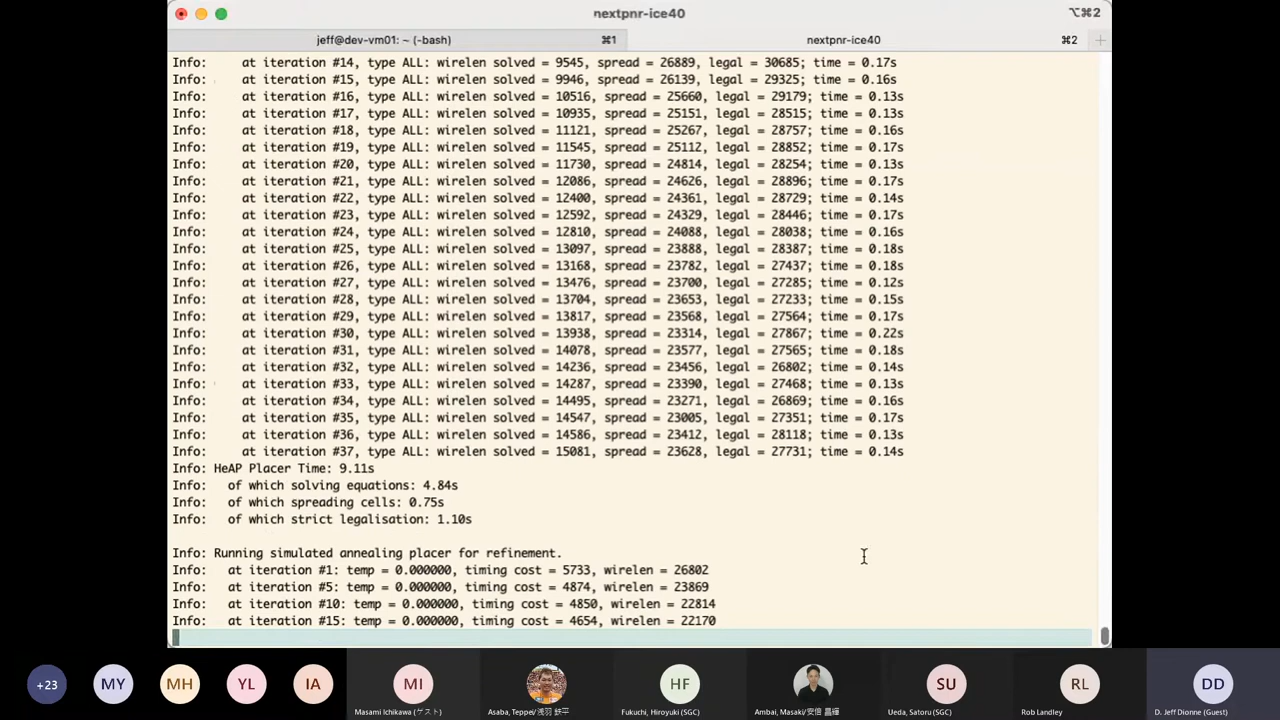 nextpnr-ice40
⌥⌘2
jeff@dev-vm01: ~ (-bash) ⌘1 nextpnr-ice40 ⌘2 +
Info: at iteration #14, type ALL: wirelen solved = 9545, spread = 26889, legal = 30685; time = 0.17s
Info: at iteration #15, type ALL: wirelen solved = 9946, spread = 26139, legal = 29325; time = 0.16s
Info: at iteration #16, type ALL: wirelen solved = 10516, spread = 25660, legal = 29179; time = 0.13s
Info: at iteration #17, type ALL: wirelen solved = 10935, spread = 25151, legal = 28515; time = 0.13s
Info: at iteration #18, type ALL: wirelen solved = 11121, spread = 25267, legal = 28757; time = 0.16s
Info: at iteration #19, type ALL: wirelen solved = 11545, spread = 25112, legal = 28852; time = 0.17s
Info: at iteration #20, type ALL: wirelen solved = 11730, spread = 24814, legal = 28254; time = 0.13s
Info: at iteration #21, type ALL: wirelen solved = 12086, spread = 24626, legal = 28896; time = 0.17s
Info: at iteration #22, type ALL: wirelen solved = 12400, spread = 24361, legal = 28729; time = 0.14s
Info: at iteration #23, type ALL: wirelen solved = 12592, spread = 24329, legal = 28446; time = 0.17s
Info: at iteration #24, type ALL: wirelen solved = 12810, spread = 24088, legal = 28038; time = 0.16s
Info: at iteration #25, type ALL: wirelen solved = 13097, spread = 23888, legal = 28387; time = 0.18s
Info: at iteration #26, type ALL: wirelen solved = 13168, spread = 23782, legal = 27437; time = 0.18s
Info: at iteration #27, type ALL: wirelen solved = 13476, spread = 23700, legal = 27285; time = 0.12s
Info: at iteration #28, type ALL: wirelen solved = 13704, spread = 23653, legal = 27233; time = 0.15s
Info: at iteration #29, type ALL: wirelen solved = 13817, spread = 23568, legal = 27564; time = 0.17s
Info: at iteration #30, type ALL: wirelen solved = 13938, spread = 23314, legal = 27867; time = 0.22s
Info: at iteration #31, type ALL: wirelen solved = 14078, spread = 23577, legal = 27565; time = 0.18s
Info: at iteration #32, type ALL: wirelen solved = 14236, spread = 23456, legal = 26802; time = 0.14s
Info: at iteration #33, type ALL: wirelen solved = 14287, spread = 23390, legal = 27468; time = 0.13s
Info: at iteration #34, type ALL: wirelen solved = 14495, spread = 23271, legal = 26869; time = 0.16s
Info: at iteration #35, type ALL: wirelen solved = 14547, spread = 23005, legal = 27351; time = 0.17s
Info: at iteration #36, type ALL: wirelen solved = 14586, spread = 23412, legal = 28118; time = 0.13s
Info: at iteration #37, type ALL: wirelen solved = 15081, spread = 23628, legal = 27731; time = 0.14s
Info: HeAP Placer Time: 9.11s
Info: of which solving equations: 4.84s
Info: of which spreading cells: 0.75s
Info: of which strict legalisation: 1.10s
Info: Running simulated annealing placer for refinement.
Info: at iteration #1: temp = 0.000000, timing cost = 5733, wirelen = 26802
Info: at iteration #5: temp = 0.000000, timing cost = 4874, wirelen = 23869
Info: at iteration #10: temp = 0.000000, timing cost = 4850, wirelen = 22814
Info: at iteration #15: temp = 0.000000, timing cost = 4654, wirelen = 22170
+23 MY MH YL IA MI HF SU RL DD
Masami Ichikawa (ゲスト) Asaba, Teppei/浅羽 鉄平 Fukuchi, Hiroyuki (SGC) Ambai, Masaki/安倍 昌輝 Ueda, Satoru (SGC) Rob Landley D. Jeff Dionne (Guest)